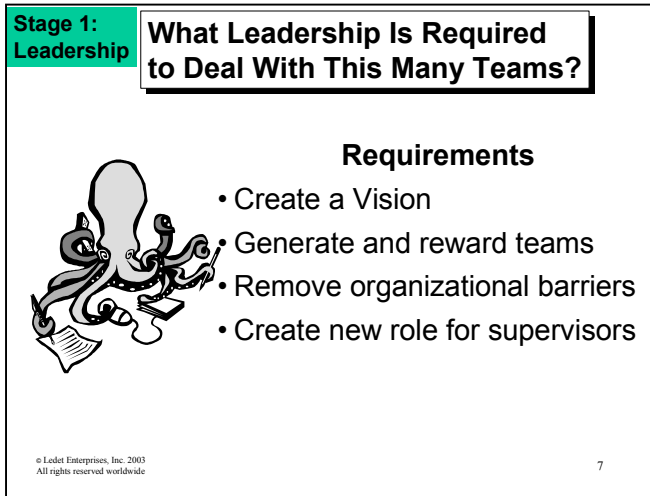 Stage 1:
Leadership
What Leadership Is Required
to Deal With This Many Teams?
Requirements
• Create a Vision
• Generate and reward teams
• Remove organizational barriers
• Create new role for supervisors
© Ledet Enterprises, Inc. 2003
All rights reserved worldwide
7